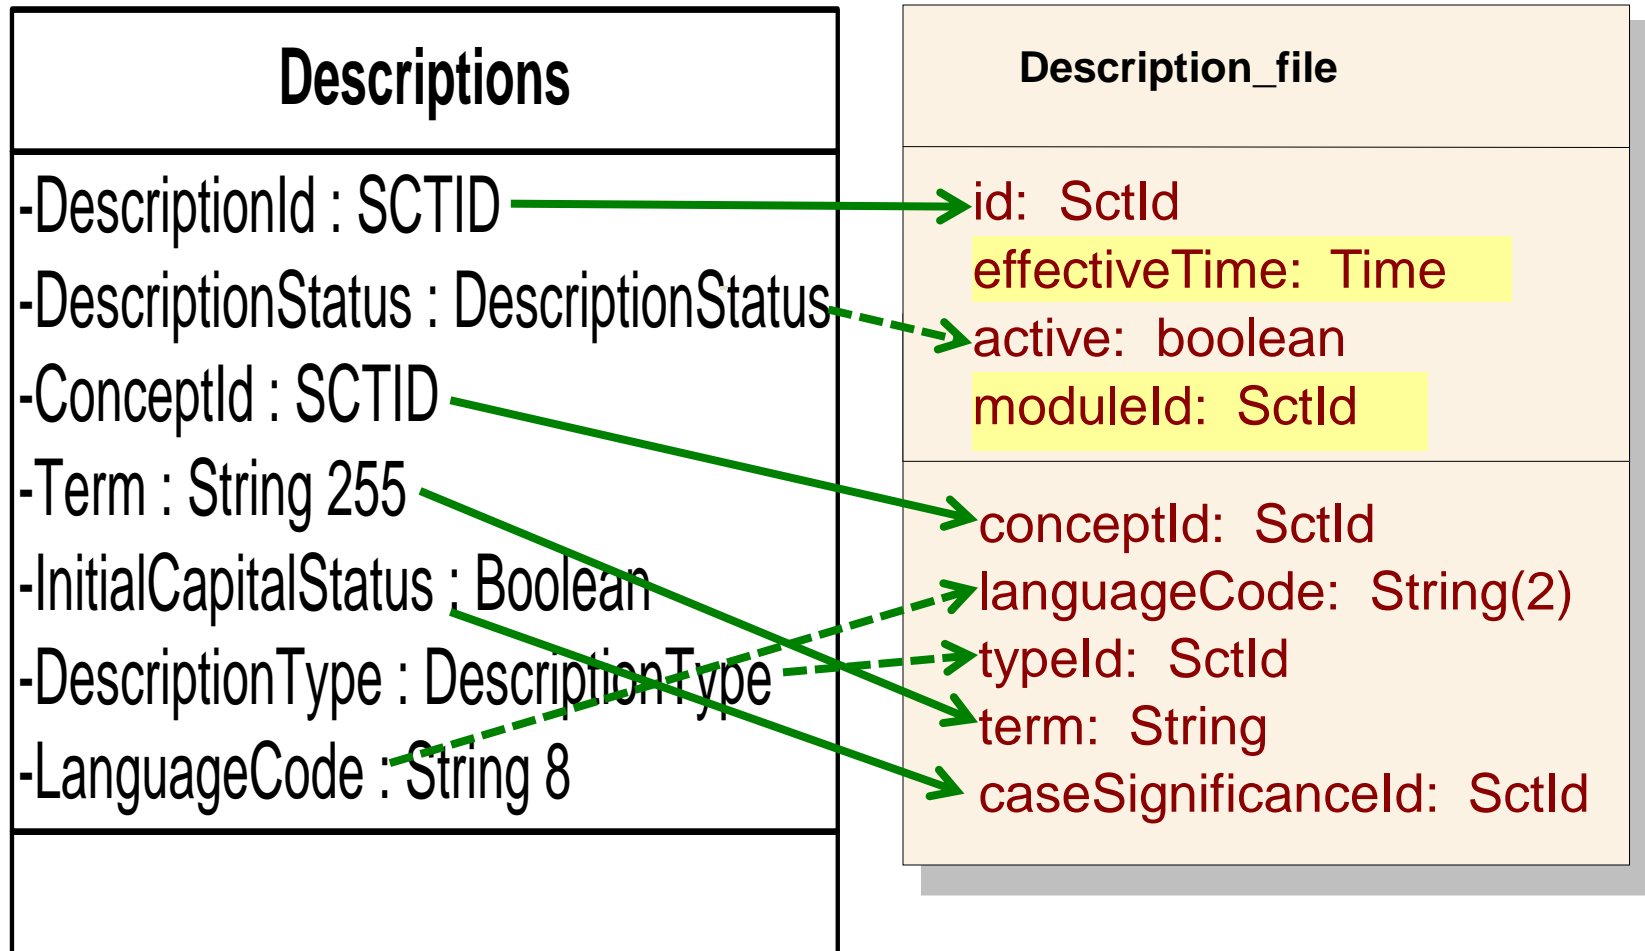 Descriptions
-DescriptionId : SCTID
-DescriptionStatus : DescriptionStatus
-ConceptId : SCTID
-Term : String 255
-InitialCapitalStatus : Boolean
-DescriptionType : DescriptionType
-LanguageCode : String 8
Description_file
id: SctId
effectiveTime: Time
active: boolean
moduleId: SctId
conceptId: SctId
languageCode: String(2)
typeId: SctId
term: String
caseSignificanceId: SctId